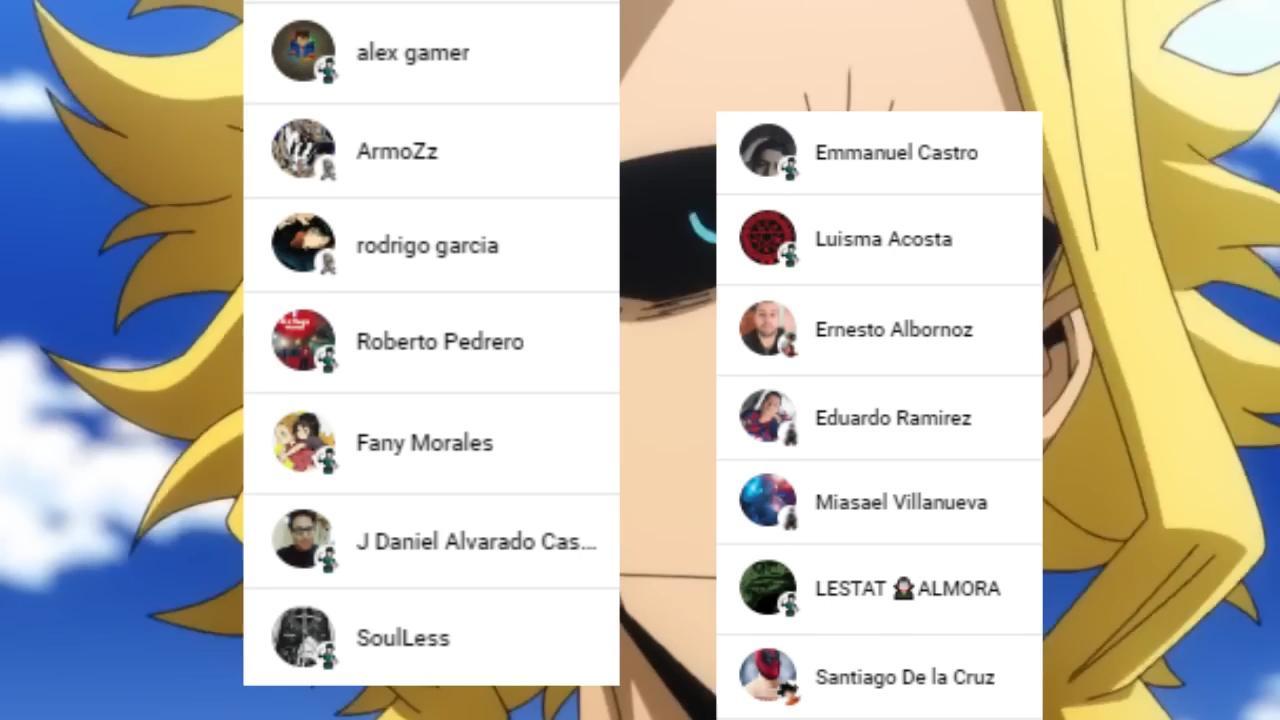 alex gamer
ArmoZz
rodrigo garcia
Roberto Pedrero
Fany Morales
J Daniel Alvarado Cas...
SoulLess
Emmanuel Castro
Luisma Acosta
Ernesto Albornoz
Eduardo Ramirez
Miasael Villanueva
LESTAT 🧛🏻‍♂️ALMORA
Santiago De la Cruz